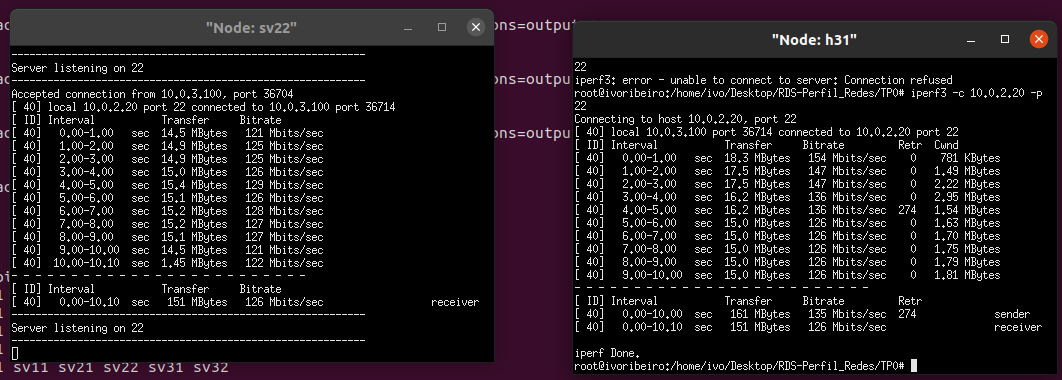 "Node: sv22"
Server listening on 22
Accepted connection from 10.0.3.100, port 36704
[ 40] local 10.0.2.20 port 22 connected to 10.0.3.100 port 36714
[ ID] Interval Transfer Bitrate
[ 40] 0.00-1.00 sec 14.5 MBytes 121 Mbits/sec
[ 40] 1.00-2.00 sec 14.9 MBytes 125 Mbits/sec
[ 40] 2.00-3.00 sec 14.9 MBytes 125 Mbits/sec
[ 40] 3.00-4.00 sec 15.0 MBytes 126 Mbits/sec
[ 40] 4.00-5.00 sec 15.4 MBytes 129 Mbits/sec
[ 40] 5.00-6.00 sec 15.1 MBytes 126 Mbits/sec
[ 40] 6.00-7.00 sec 15.2 MBytes 128 Mbits/sec
[ 40] 7.00-8.00 sec 15.2 MBytes 127 Mbits/sec
[ 40] 8.00-9.00 sec 15.1 MBytes 127 Mbits/sec
[ 40] 9.00-10.00 sec 14.5 MBytes 121 Mbits/sec
[ 40] 10.00-10.10 sec 1.45 MBytes 122 Mbits/sec
- - - - - - - - - - - - - - - - - - - - - - - - -
[ ID] Interval Transfer Bitrate
[ 40] 0.00-10.10 sec 151 MBytes 126 Mbits/sec receiver
Server listening on 22
sv11 sv21 sv22 sv31 sv32
ons=outpu
ons=outpu
ons=outpu
"Node: h31"
22
iperf3: error - unable to connect to server: Connection refused
root@ivoribeiro:/home/ivo/Desktop/RDS-Perfil_Redes/TP0# iperf3 -c 10.0.2.20 -p
22
Connecting to host 10.0.2.20, port 22
[ 40] local 10.0.3.100 port 36714 connected to 10.0.2.20 port 22
[ ID] Interval Transfer Bitrate Retr Cwnd
[ 40] 0.00-1.00 sec 18.3 MBytes 154 Mbits/sec 0 781 KBytes
[ 40] 1.00-2.00 sec 17.5 MBytes 147 Mbits/sec 0 1.49 MBytes
[ 40] 2.00-3.00 sec 17.5 MBytes 147 Mbits/sec 0 2.22 MBytes
[ 40] 3.00-4.00 sec 16.2 MBytes 136 Mbits/sec 0 2.95 MBytes
[ 40] 4.00-5.00 sec 16.2 MBytes 136 Mbits/sec 274 1.54 MBytes
[ 40] 5.00-6.00 sec 15.0 MBytes 126 Mbits/sec 0 1.63 MBytes
[ 40] 6.00-7.00 sec 15.0 MBytes 126 Mbits/sec 0 1.70 MBytes
[ 40] 7.00-8.00 sec 15.0 MBytes 126 Mbits/sec 0 1.75 MBytes
[ 40] 8.00-9.00 sec 15.0 MBytes 126 Mbits/sec 0 1.79 MBytes
[ 40] 9.00-10.00 sec 15.0 MBytes 126 Mbits/sec 0 1.81 MBytes
- - - - - - - - - - - - - - - - - - - - - - - - -
[ ID] Interval Transfer Bitrate Retr
[ 40] 0.00-10.00 sec 161 MBytes 135 Mbits/sec 274 sender
[ 40] 0.00-10.10 sec 151 MBytes 126 Mbits/sec receiver
iperf Done.
root@ivoribeiro:/home/ivo/Desktop/RDS-Perfil_Redes/TP0#